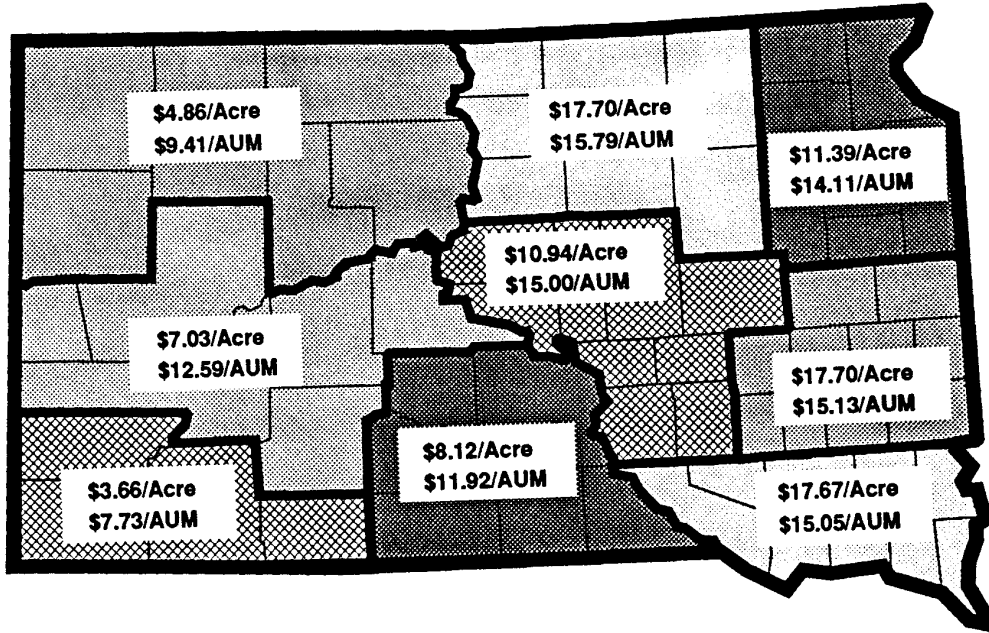 $4.86/Acre
$9.41/AUM
$17.70/Acre
$15.79/AUM
$11.39/Acre
$14.11/AUM
$10.94/Acre
$15.00/AUM
$7.03/Acre
$12.59/AUM
$17.70/Acre
$15.13/AUM
$8.12/Acre
$11.92/AUM
$3.66/Acre
$7.73/AUM
$17.67/Acre
$15.05/AUM